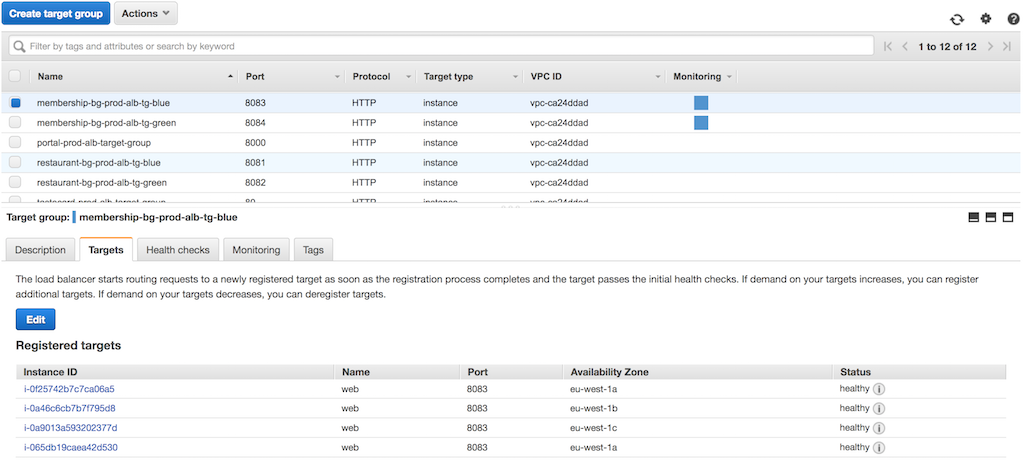 Create target group Actions
Filter by tags and attributes or search by keyword 1 to 12 of 12
Name Port Protocol Target type VPC ID Monitoring
membership-bg-prod-alb-tg-blue 8083 HTTP instance vpc-ca24ddad
membership-bg-prod-alb-tg-green 8084 HTTP instance vpc-ca24ddad
portal-prod-alb-target-group 8000 HTTP instance vpc-ca24ddad
restaurant-bg-prod-alb-tg-blue 8081 HTTP instance vpc-ca24ddad
restaurant-bg-prod-alb-tg-green 8082 HTTP instance vpc-ca24ddad
80 HTTP instance vpc-ca24ddad
Target group: membership-bg-prod-alb-tg-blue
Description Targets Health checks Monitoring Tags
The load balancer starts routing requests to a newly registered target as soon as the registration process completes and the target passes the initial health checks. If demand on your targets increases, you can register
additional targets. If demand on your targets decreases, you can deregister targets.
Edit
Registered targets
Instance ID Name Port Availability Zone Status
i-0f25742b7c7ca06a5 web 8083 eu-west-1a healthy i
i-0a46c6cb7b7f795d8 web 8083 eu-west-1b healthy i
i-0a9013a593202377d web 8083 eu-west-1c healthy i
i-065db19caea42d530 web 8083 eu-west-1a healthy i